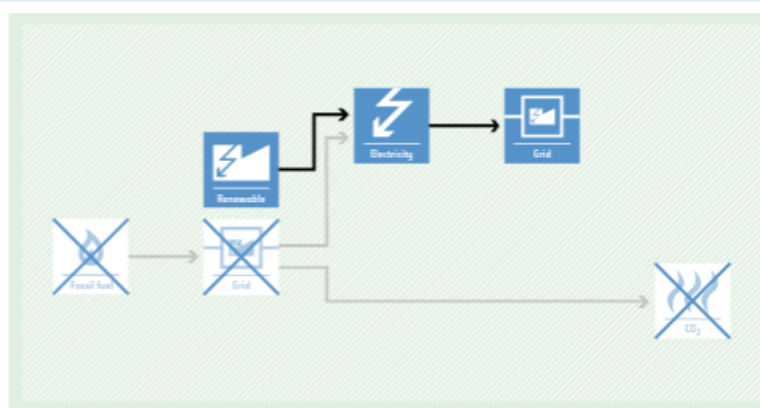 Electricity
Grid
Renewable
Fossil fuel
Grid
CO₂